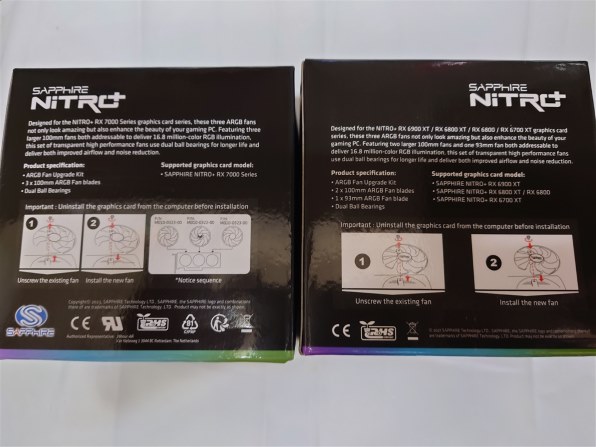 SAPPHIRE
NiTRO+
Designed for the NITRO+ RX 7000 Series graphics card series, these three ARGB fans
not only look amazing but also enhance the beauty of your gaming PC. Featuring three
larger 100mm fans both addressable to deliver 16.8 million-color RGB illumination,
this set of transparent high performance fans use dual ball bearings for longer life and
deliver both improved airflow and noise reduction.
Product specification:
• ARGB Fan Upgrade Kit
• 3 x 100mm ARGB Fan blades
• Dual Ball Bearings
Supported graphics card model:
• SAPPHIRE NITRO+ RX 7000 Series
Important : Uninstall the graphics card from the computer before installation
1
2
Unscrew the existing fan
Install the new fan
*Notice sequence
SAPPHIRE
CE
SAPPHIRE
NiTRO+
Designed for the NITRO+ RX 6900 XT / RX 6800 XT / RX 6800 / RX 6700 XT graphics card
series, these three ARGB fans not only look amazing but also enhance the beauty of your
gaming PC. Featuring two larger 100mm fans and one 93mm fan both addressable to
deliver 16.8 million-color RGB illumination, this set of transparent high performance fans
use dual ball bearings for longer life and deliver both improved airflow and noise reduction.
Product specification:
• ARGB Fan Upgrade Kit
• 2 x 100mm ARGB Fan blades
• 1 x 93mm ARGB Fan blade
• Dual Ball Bearings
Supported graphics card model:
• SAPPHIRE NITRO+ RX 6900 XT
• SAPPHIRE NITRO+ RX 6800 XT / RX 6800
• SAPPHIRE NITRO+ RX 6700 XT
Important : Uninstall the graphics card from the computer before installation
1
2
Unscrew the existing fan
Install the new fan
CE